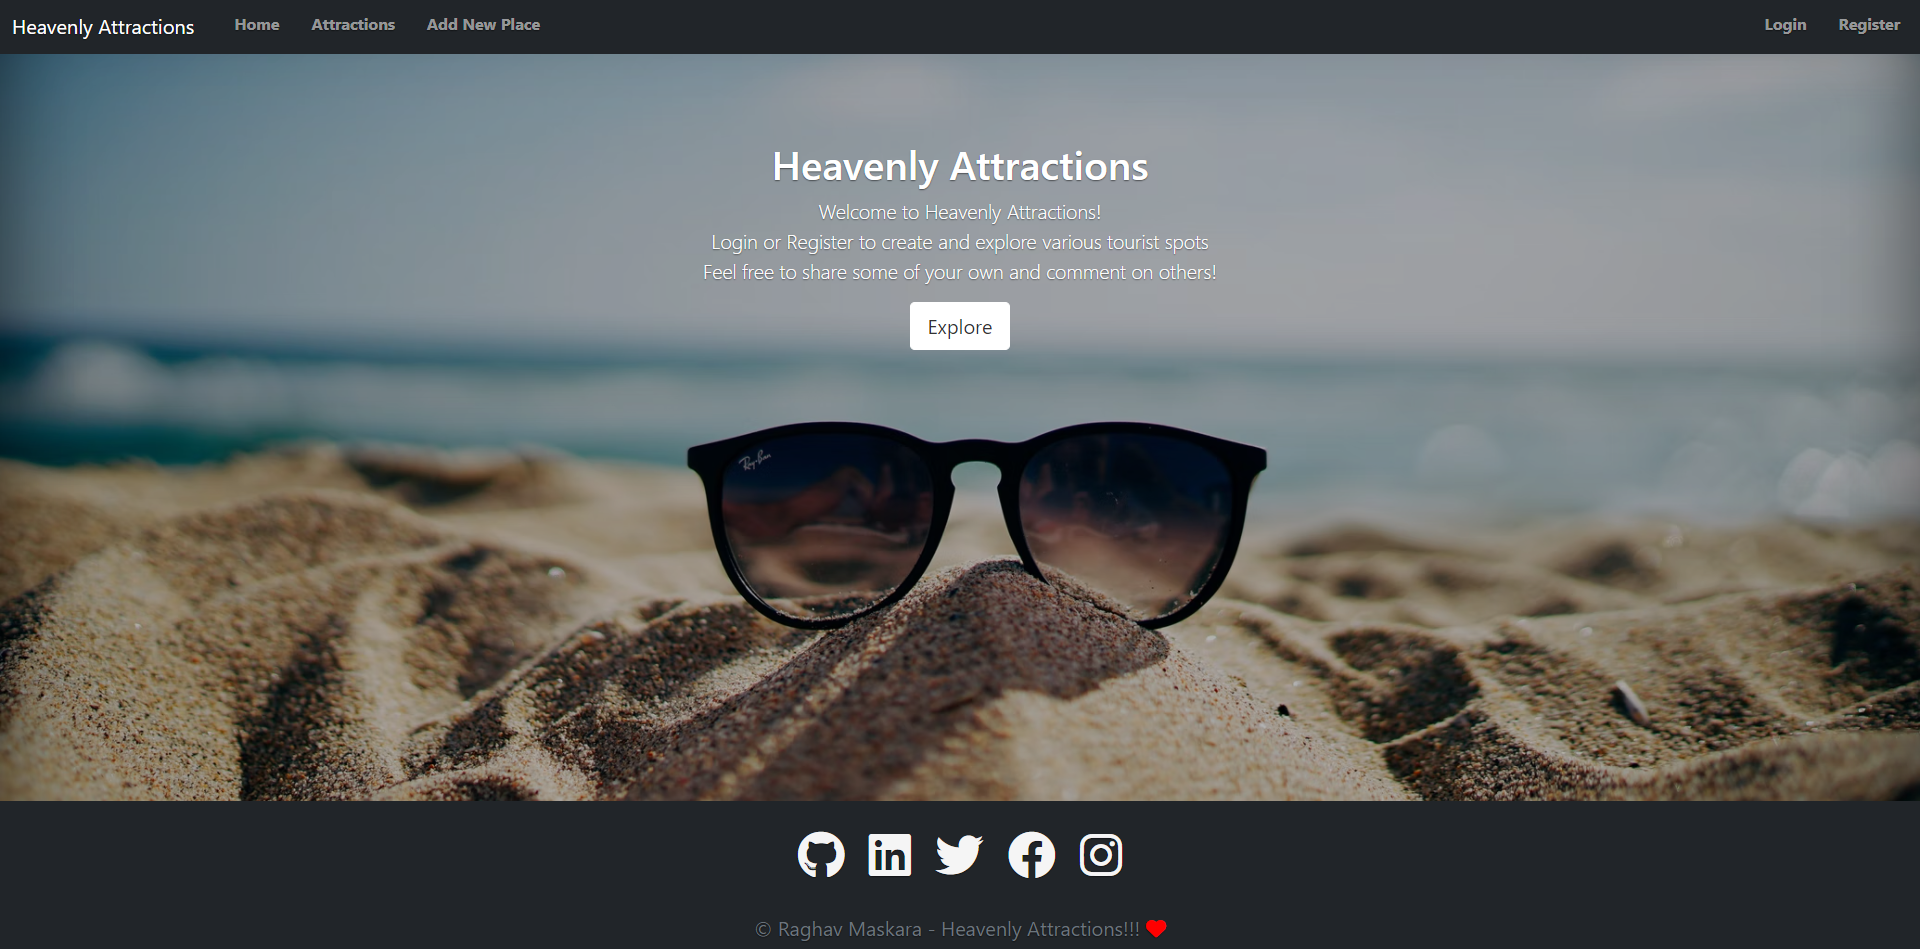 Heavenly Attractions Home Attractions Add New Place Login Register
Heavenly Attractions
Welcome to Heavenly Attractions!
Login or Register to create and explore various tourist spots
Feel free to share some of your own and comment on others!
Explore
Ray-Ban
in
© Raghav Maskara - Heavenly Attractions!!!